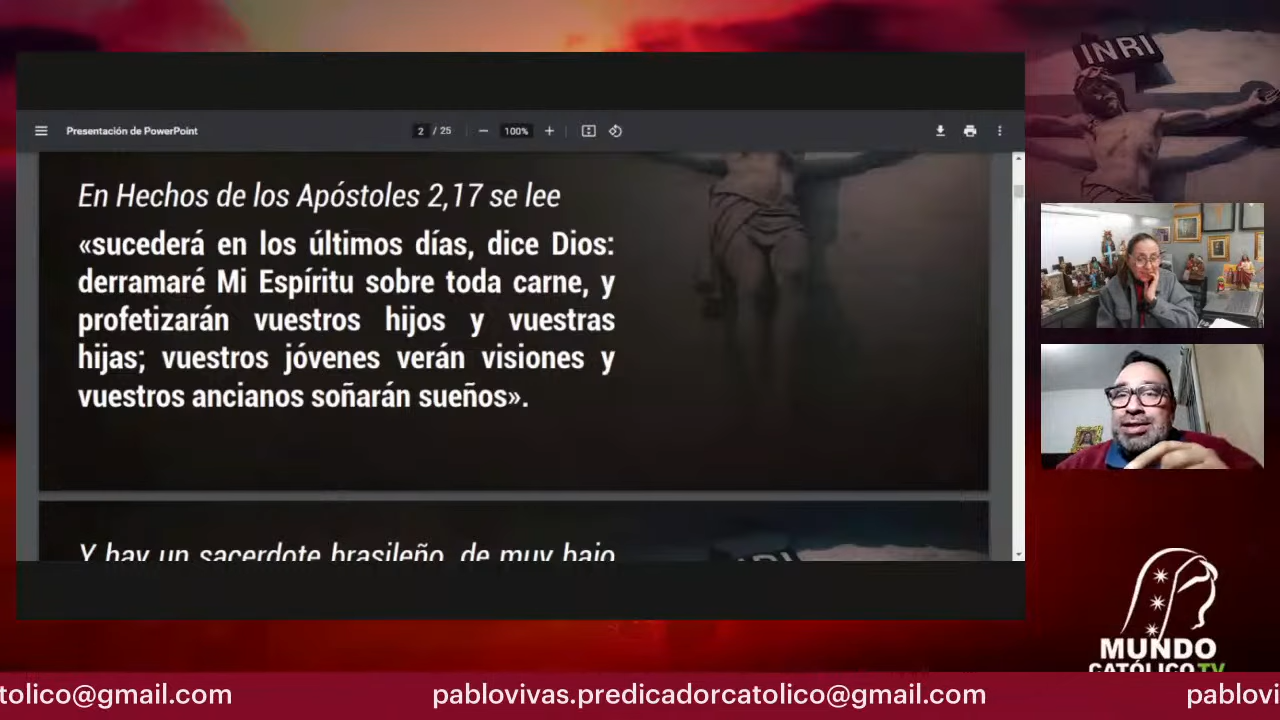 INRI
Presentación de PowerPoint
2 / 25
100%
En Hechos de los Apóstoles 2,17 se lee
«sucederá en los últimos días, dice Dios:
derramaré Mi Espíritu sobre toda carne, y
profetizarán vuestros hijos y vuestras
hijas; vuestros jóvenes verán visiones y
vuestros ancianos soñarán sueños».
Y hay un sacerdote brasileño, de muy bajo
INRI
MUNDO
CATÓLICO TV
tolico@gmail.com
pablovivas.predicadorcatolico@gmail.com
pablovi